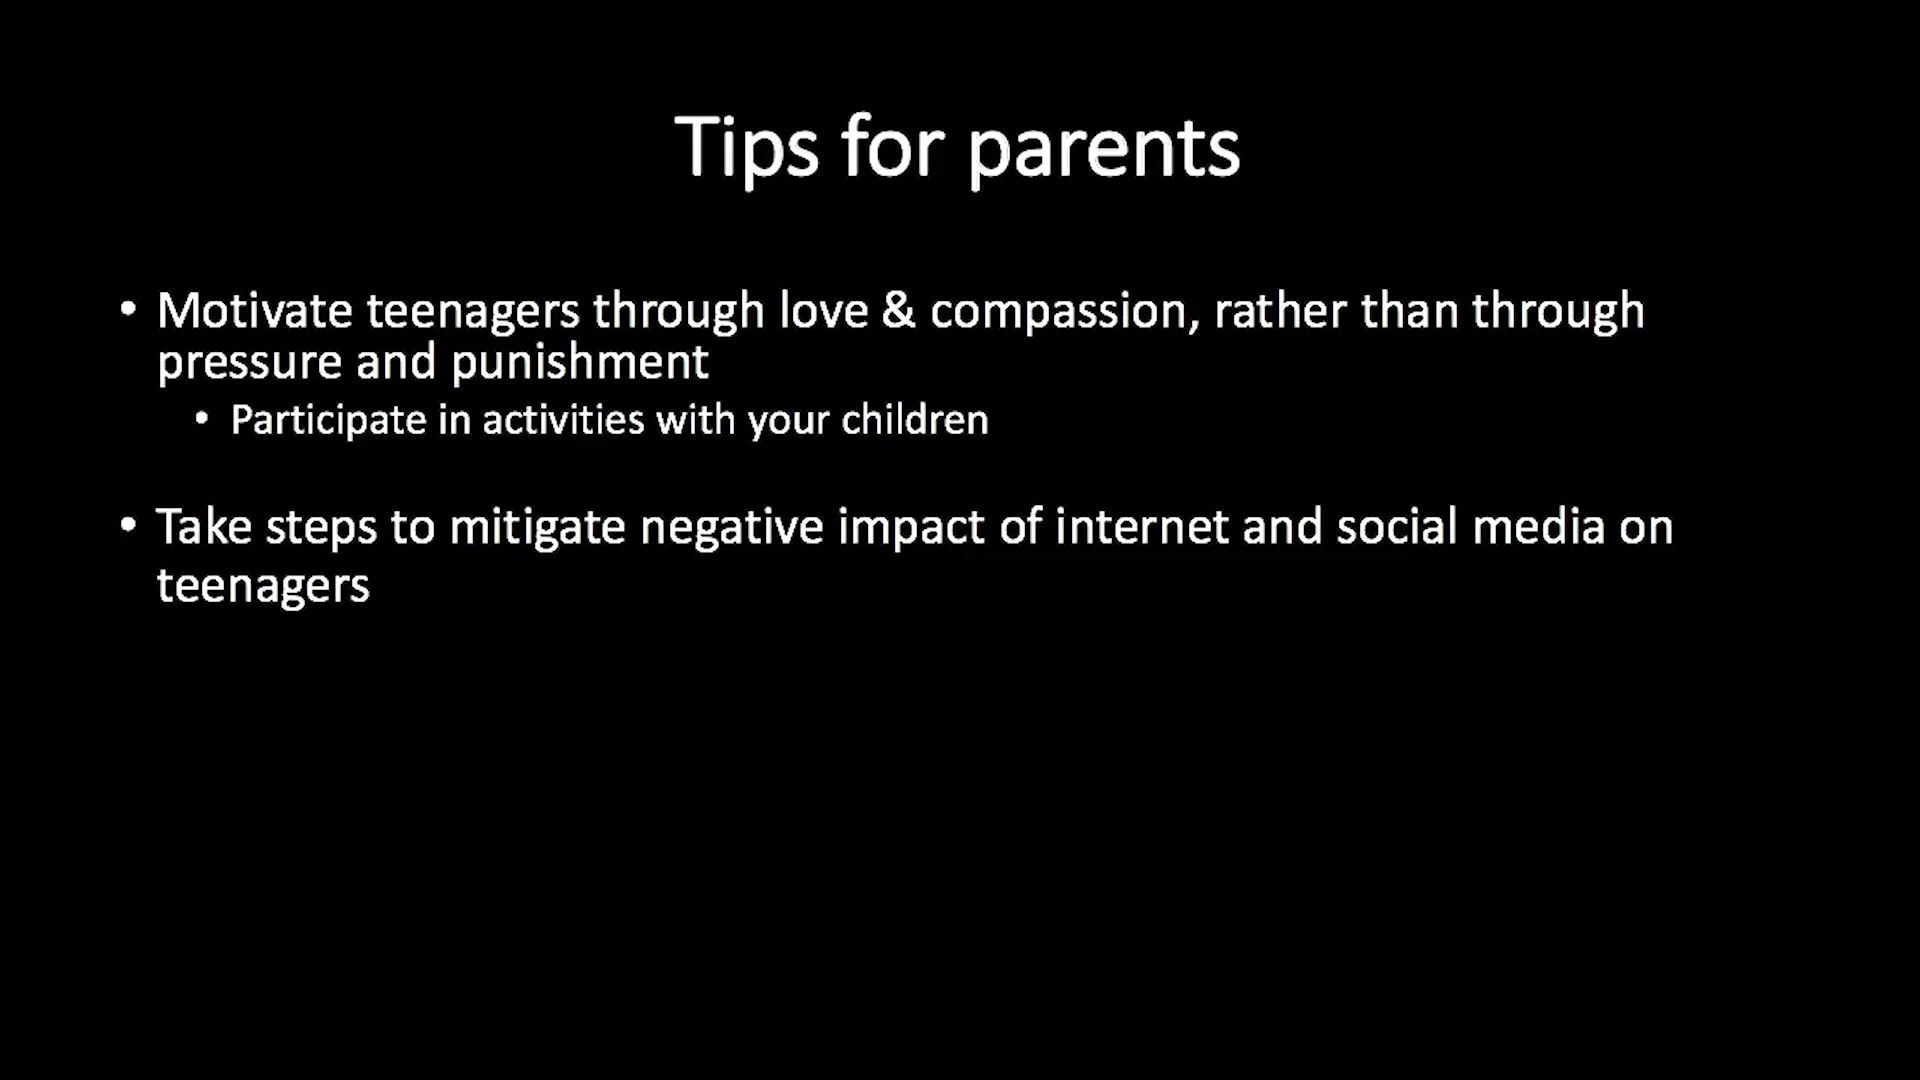 Tips for parents
• Motivate teenagers through love & compassion, rather than through
pressure and punishment
• Participate in activities with your children
• Take steps to mitigate negative impact of internet and social media on
teenagers